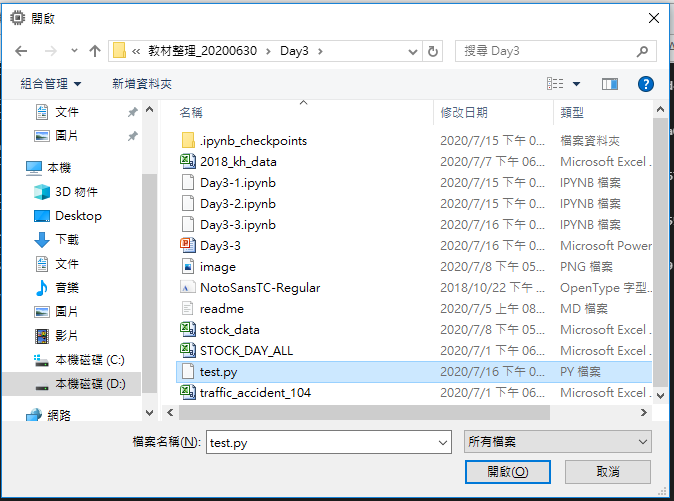 開啟
« 教材整理_20200630 > Day3 >
搜尋 Day3
組合管理
新增資料夾
文件
圖片
本機
3D 物件
Desktop
下載
文件
音樂
圖片
影片
本機磁碟 (C:)
本機磁碟 (D:)
網路
名稱 修改日期 類型
.ipynb_checkpoints 2020/7/15 下午 0... 檔案資料夾
2018_kh_data 2020/7/7 下午 06... Microsoft Excel .
Day3-1.ipynb 2020/7/15 下午 0... IPYNB 檔案
Day3-2.ipynb 2020/7/15 下午 0... IPYNB 檔案
Day3-3.ipynb 2020/7/16 下午 0... IPYNB 檔案
Day3-3 2020/7/16 下午 0... Microsoft Power
image 2020/7/8 下午 05... PNG 檔案
NotoSansTC-Regular 2018/10/22 下午 ... OpenType 字型...
readme 2020/7/5 上午 08... MD 檔案
stock_data 2020/7/8 下午 05... Microsoft Excel .
STOCK_DAY_ALL 2020/7/1 下午 06... Microsoft Excel .
test.py 2020/7/16 下午 0... PY 檔案
traffic_accident_104 2020/7/1 下午 06... Microsoft Excel .
檔案名稱(N): test.py 所有檔案
開啟(O) 取消